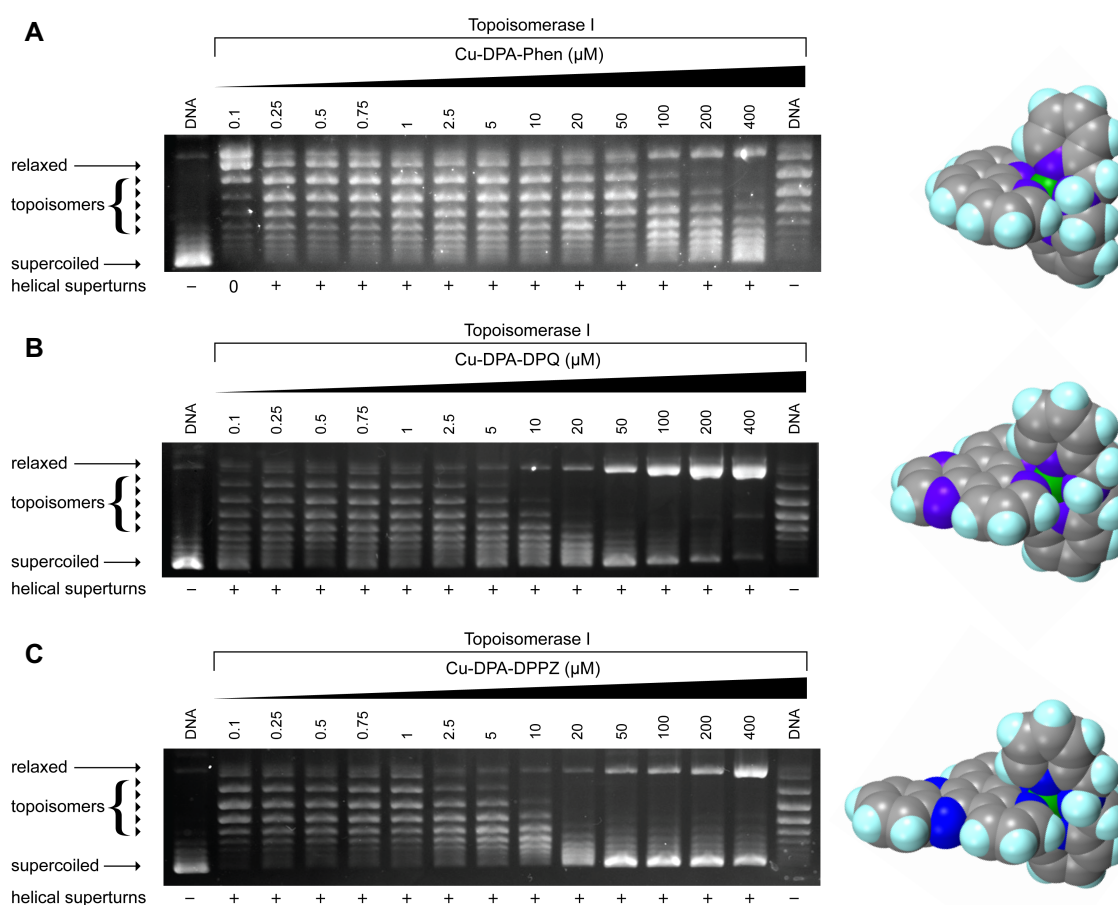 A
Topoisomerase I
Cu-DPA-Phen (µM)
DNA 0.1 0.25 0.5 0.75 1 2.5 5 10 20 50 100 200 400 DNA
relaxed
topoisomers
supercoiled
helical superturns – 0 + + + + + + + + + + + + –
B
Topoisomerase I
Cu-DPA-DPQ (µM)
DNA 0.1 0.25 0.5 0.75 1 2.5 5 10 20 50 100 200 400 DNA
relaxed
topoisomers
supercoiled
helical superturns – + + + + + + + + + + + + + –
C
Topoisomerase I
Cu-DPA-DPPZ (µM)
DNA 0.1 0.25 0.5 0.75 1 2.5 5 10 20 50 100 200 400 DNA
relaxed
topoisomers
supercoiled
helical superturns – + + + + + + + + + + + + + –